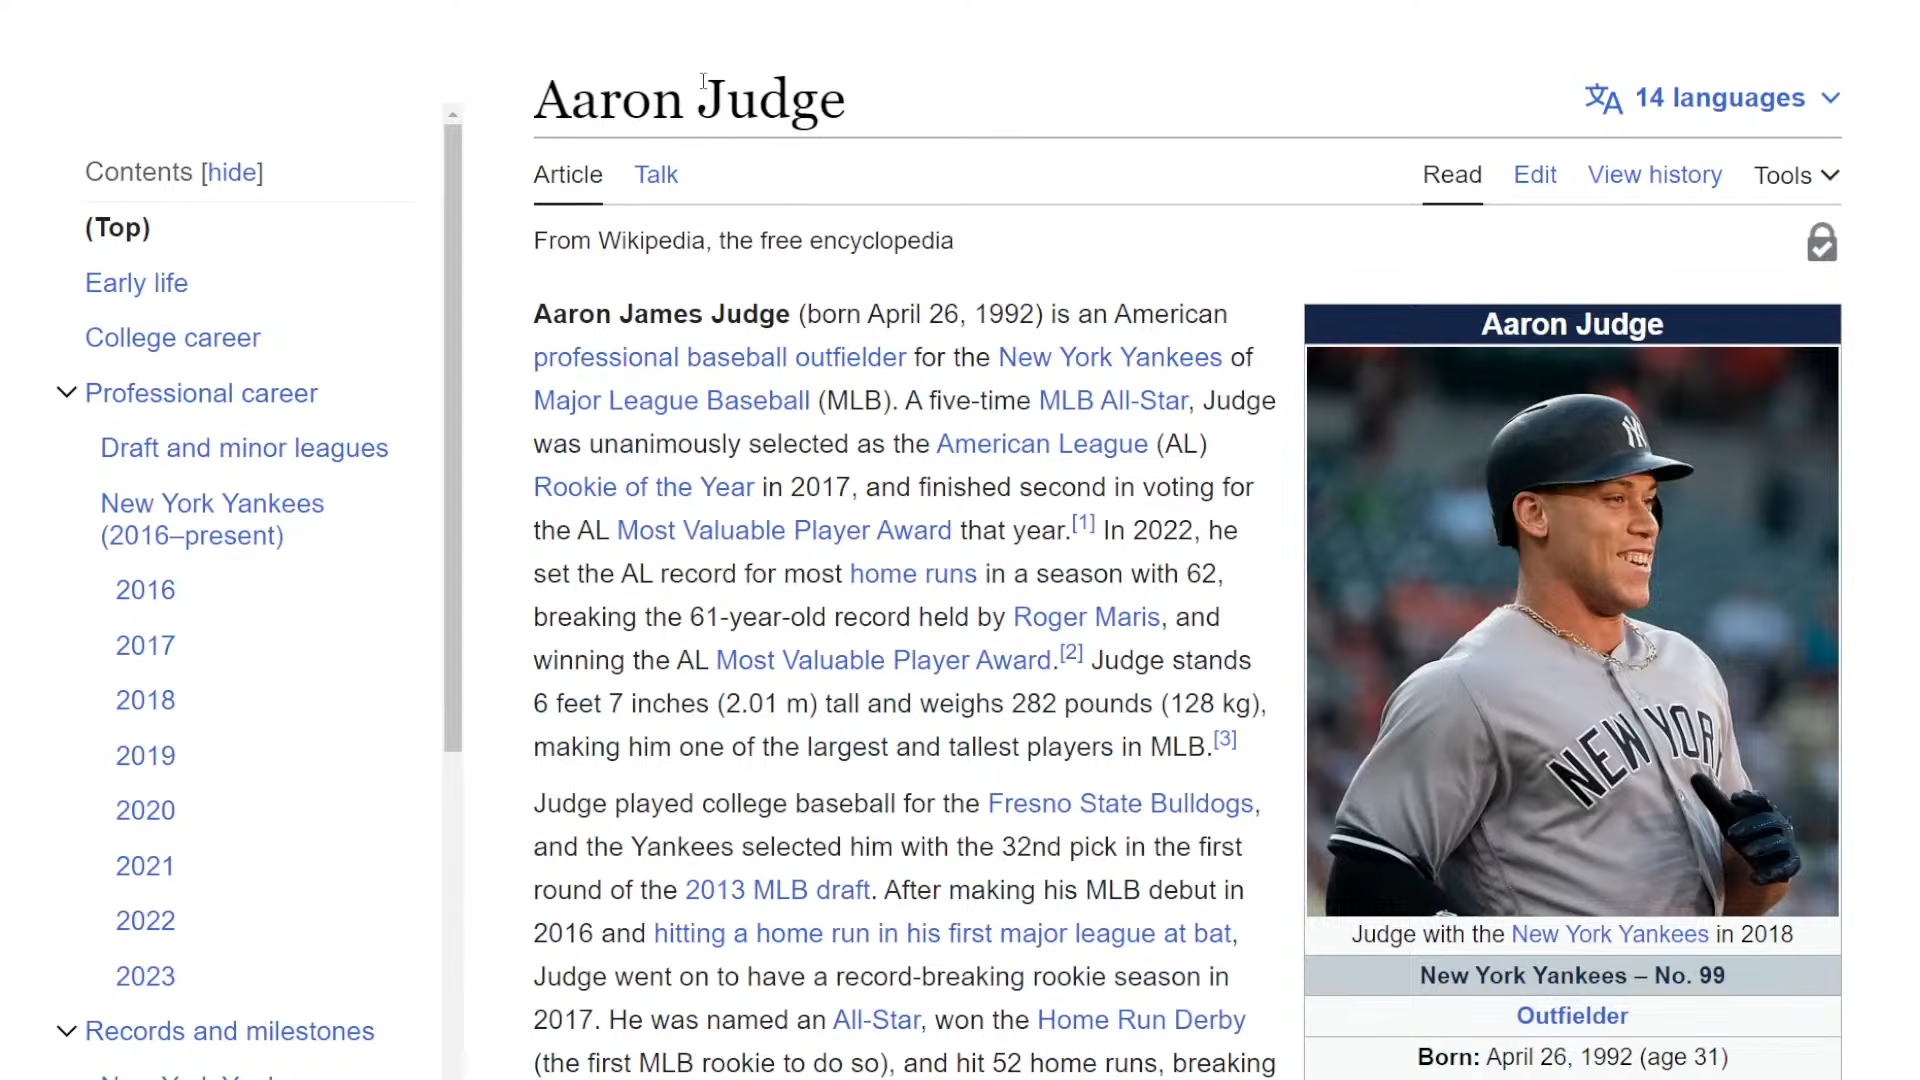 Aaron Judge
14 languages
Contents [hide]
(Top)
Early life
College career
Professional career
Draft and minor leagues
New York Yankees
(2016–present)
2016
2017
2018
2019
2020
2021
2022
2023
Records and milestones
Article Talk
Read Edit View history Tools
From Wikipedia, the free encyclopedia
Aaron James Judge (born April 26, 1992) is an American
professional baseball outfielder for the New York Yankees of
Major League Baseball (MLB). A five-time MLB All-Star, Judge
was unanimously selected as the American League (AL)
Rookie of the Year in 2017, and finished second in voting for
the AL Most Valuable Player Award that year.[1] In 2022, he
set the AL record for most home runs in a season with 62,
breaking the 61-year-old record held by Roger Maris, and
winning the AL Most Valuable Player Award.[2] Judge stands
6 feet 7 inches (2.01 m) tall and weighs 282 pounds (128 kg),
making him one of the largest and tallest players in MLB.[3]
Judge played college baseball for the Fresno State Bulldogs,
and the Yankees selected him with the 32nd pick in the first
round of the 2013 MLB draft. After making his MLB debut in
2016 and hitting a home run in his first major league at bat,
Judge went on to have a record-breaking rookie season in
2017. He was named an All-Star, won the Home Run Derby
(the first MLB rookie to do so), and hit 52 home runs, breaking
Aaron Judge
NY
NEW YORK
Judge with the New York Yankees in 2018
New York Yankees – No. 99
Outfielder
Born: April 26, 1992 (age 31)